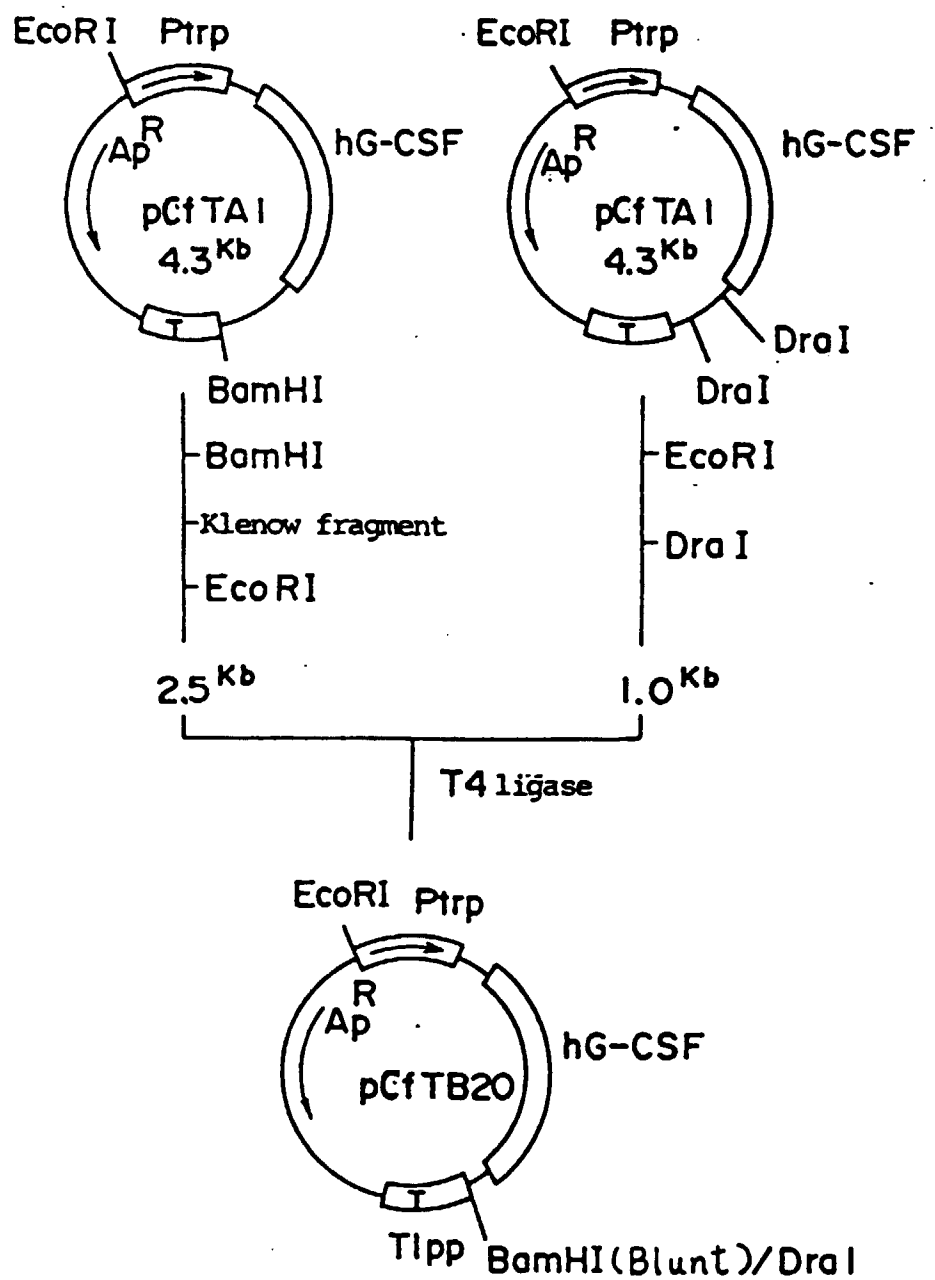 EcoRI Ptrp
ApR
hG-CSF
pCfTA1
4.3Kb
T
BamHI
BamHI
Klenow fragment
EcoRI
2.5Kb
EcoRI Ptrp
ApR
hG-CSF
pCfTA1
4.3Kb
T
DraI
DraI
EcoRI
DraI
1.0Kb
T4 ligase
EcoRI Ptrp
ApR
hG-CSF
pCfTB20
T
Tlpp BamHI(Blunt)/DraI